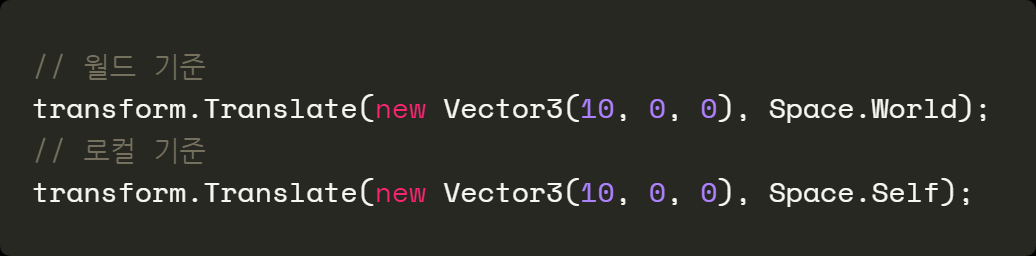 // 월드 기준
transform.Translate(new Vector3(10, 0, 0), Space.World);
// 로컬 기준
transform.Translate(new Vector3(10, 0, 0), Space.Self);